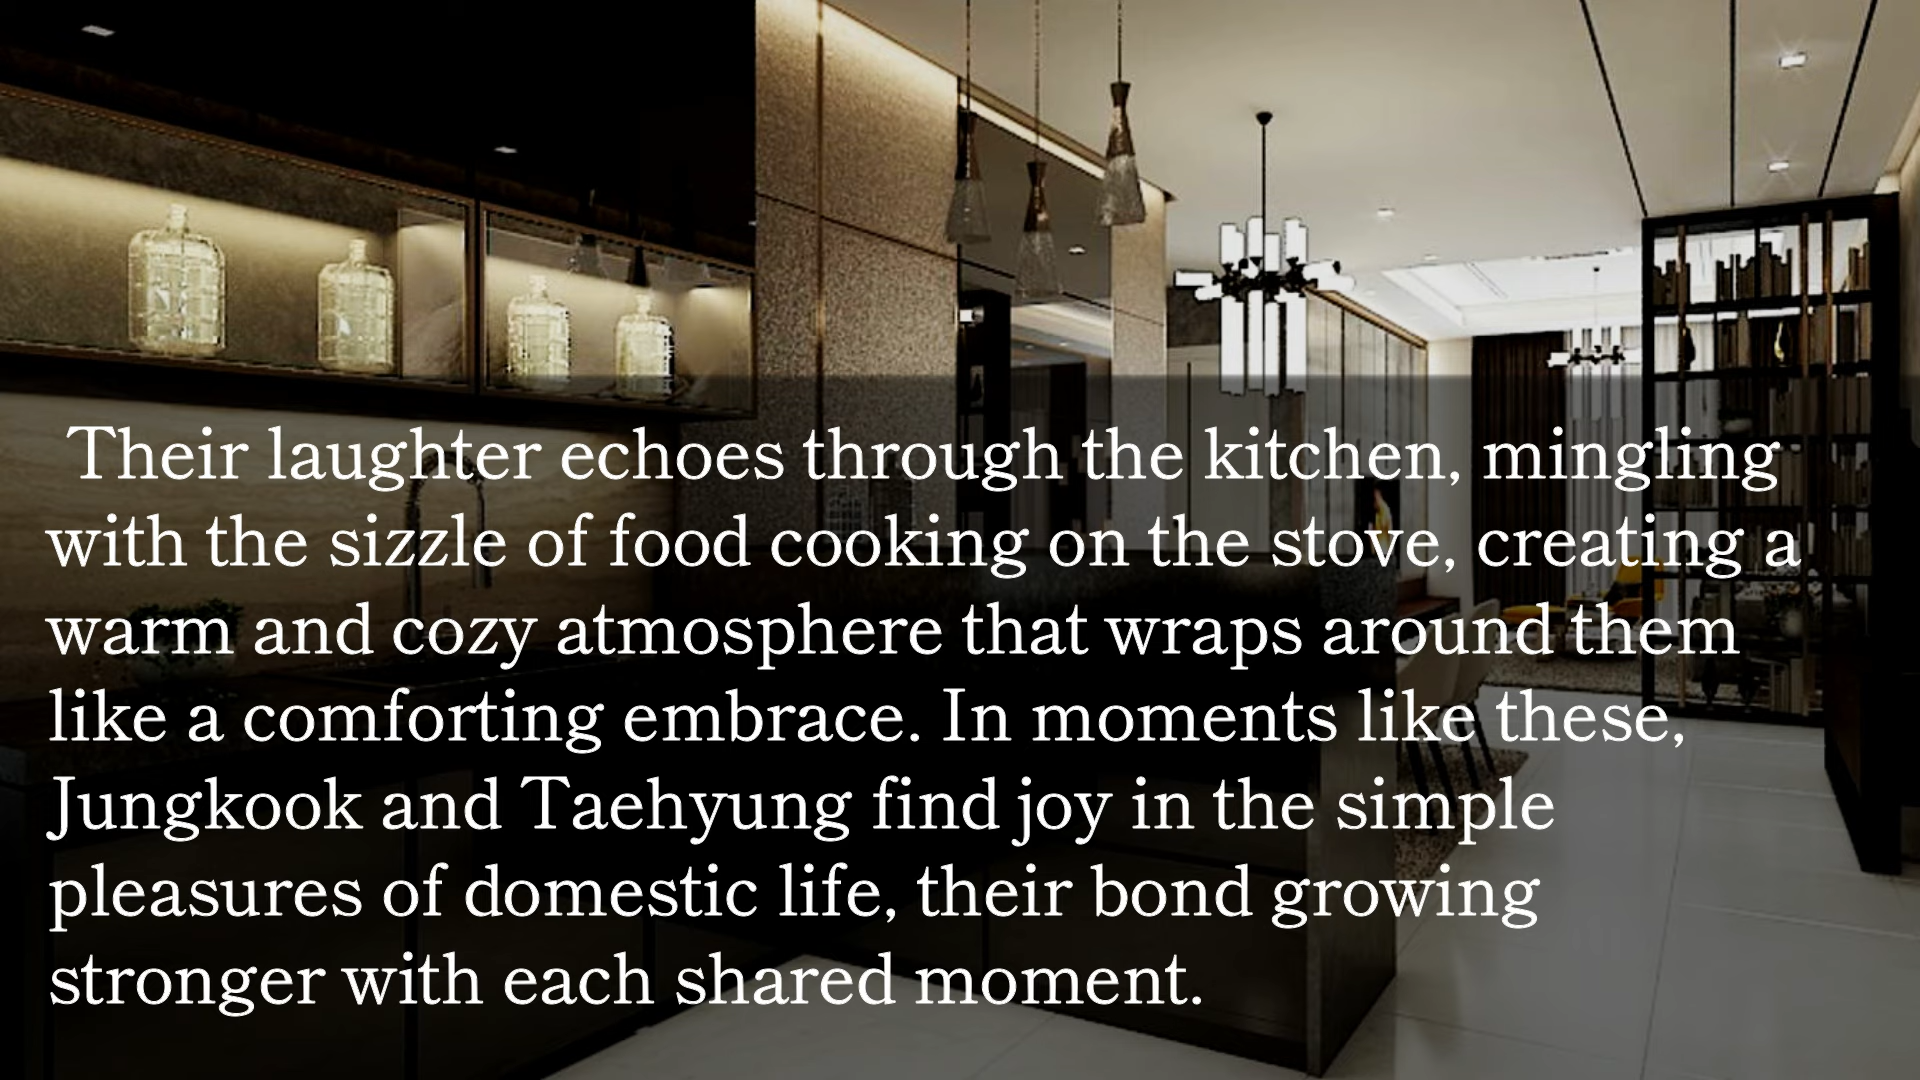 Their laughter echoes through the kitchen, mingling
with the sizzle of food cooking on the stove, creating a
warm and cozy atmosphere that wraps around them
like a comforting embrace. In moments like these,
Jungkook and Taehyung find joy in the simple
pleasures of domestic life, their bond growing
stronger with each shared moment.